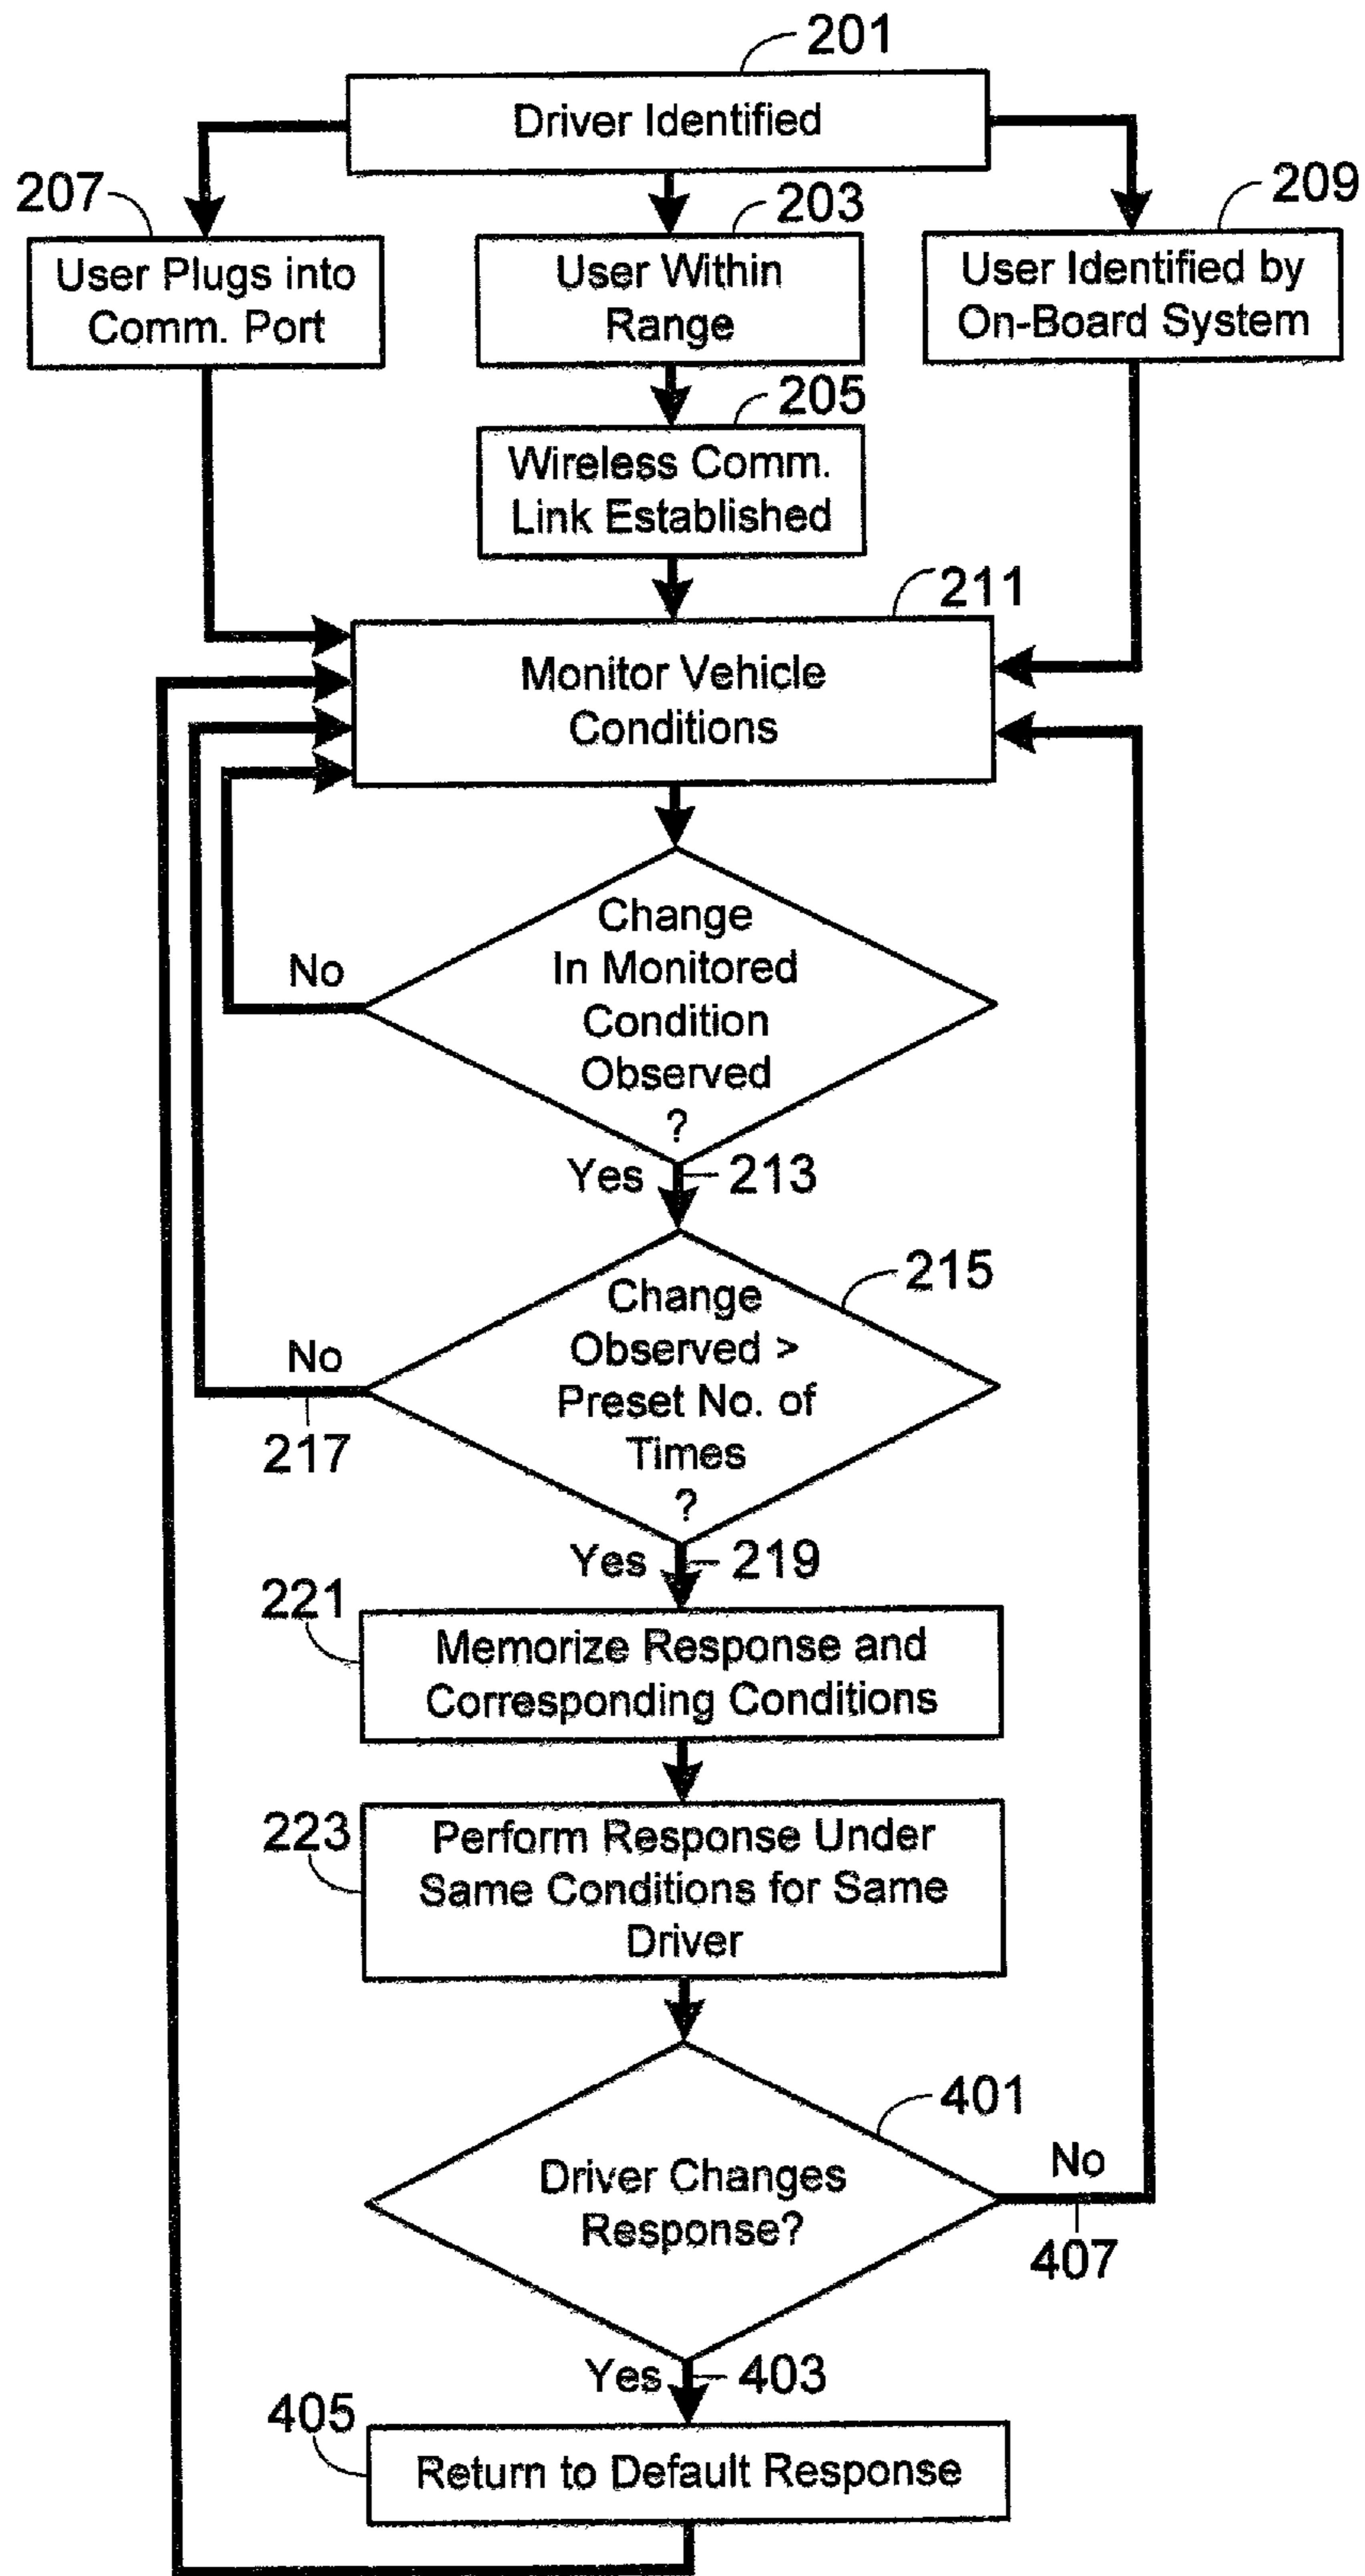 201
Driver Identified
207
203
209
User Plugs into
Comm. Port
User Within
Range
User Identified by
On-Board System
205
Wireless Comm.
Link Established
211
Monitor Vehicle
Conditions
Change
In Monitored
Condition
Observed
?
No
Yes
213
215
Change
Observed >
Preset No. of
Times
?
No
217
Yes
219
221
Memorize Response and
Corresponding Conditions
223
Perform Response Under
Same Conditions for Same
Driver
401
Driver Changes
Response?
No
407
Yes
403
405
Return to Default Response